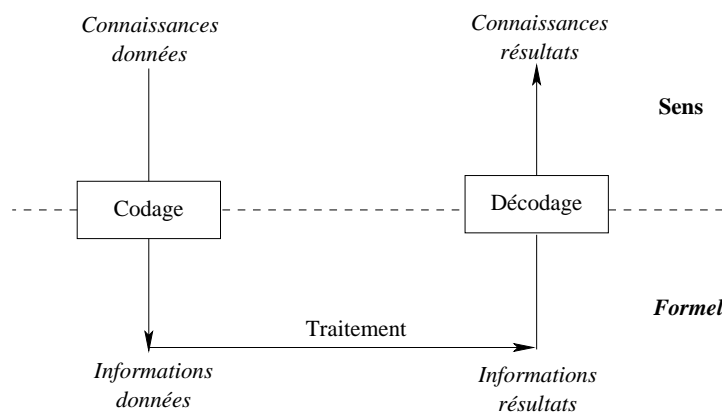 Connaissances
données
Connaissances
résultats
Sens
Codage
Décodage
Formel
Traitement
Informations
données
Informations
résultats